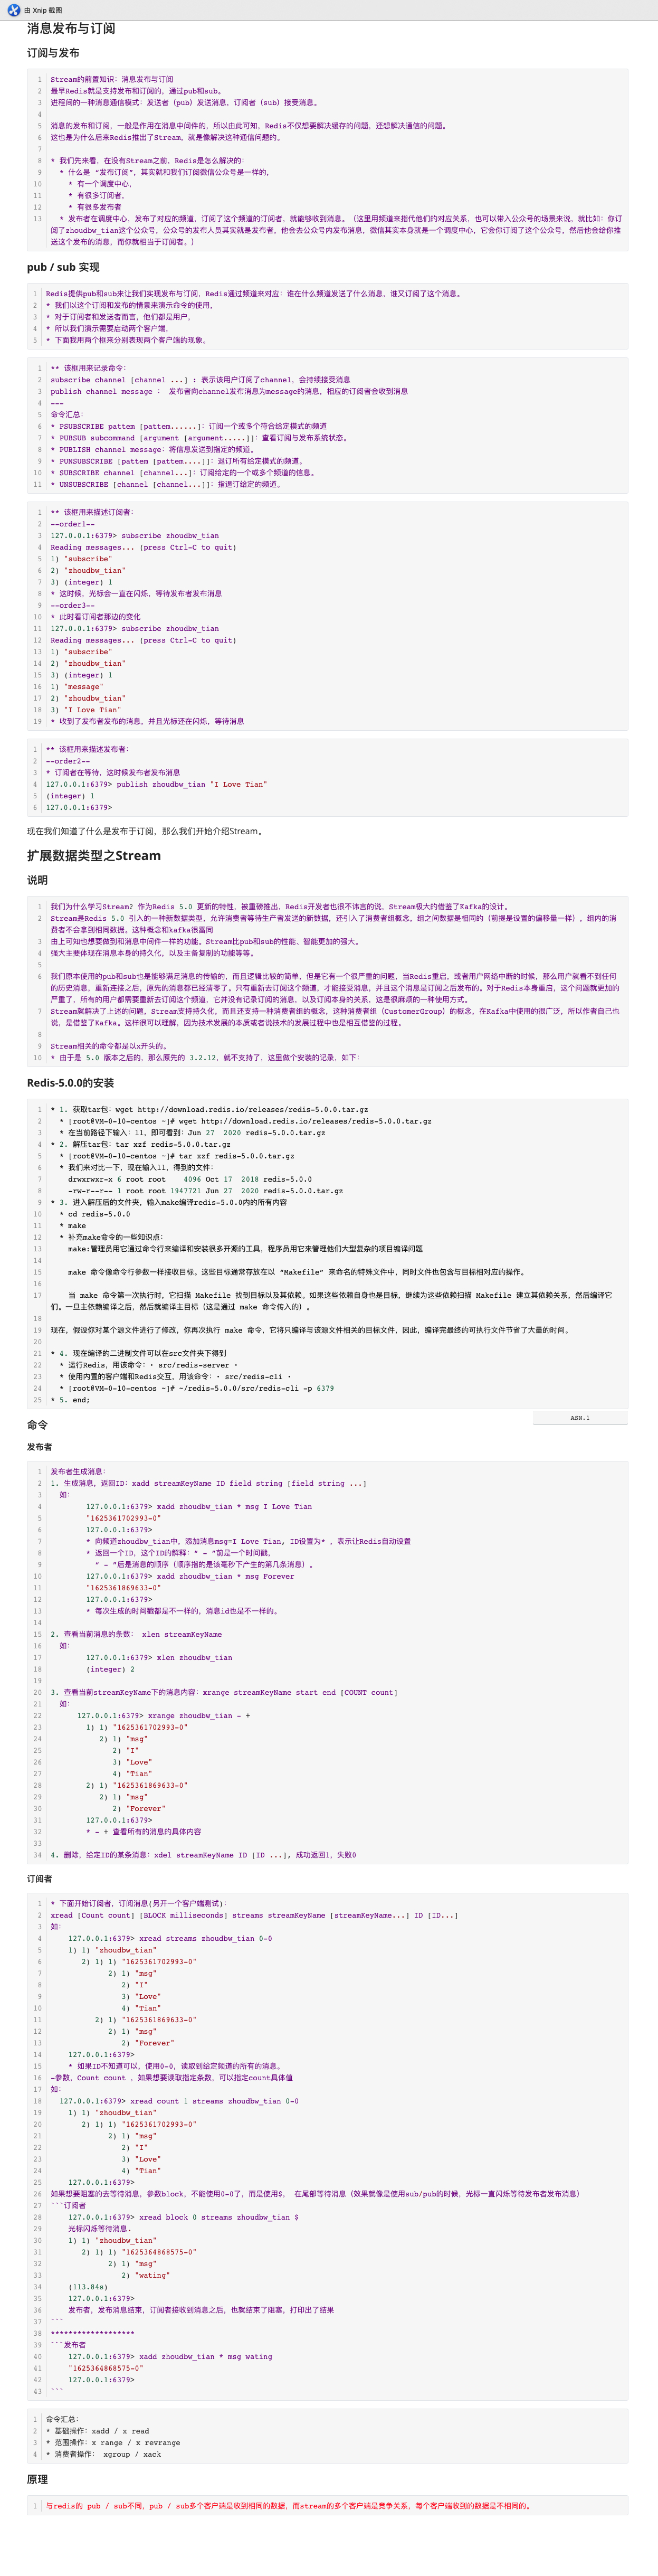 由 Xnip 截图
消息发布与订阅
订阅与发布
1 Stream的前置知识：消息发布与订阅
2 最早Redis就是支持发布和订阅的，通过pub和sub。
3 进程间的一种消息通信模式：发送者（pub）发送消息，订阅者（sub）接受消息。
4
5 消息的发布和订阅，一般是作用在消息中间件的，所以由此可知，Redis不仅想要解决缓存的问题，还想解决通信的问题。
6 这也是为什么后来Redis推出了Stream，就是像解决这种通信问题的。
7
8 * 我们先来看，在没有Stream之前，Redis是怎么解决的：
9 * 什么是 “发布订阅”，其实就和我们订阅微信公众号是一样的，
10 * 有一个调度中心，
11 * 有很多订阅者，
12 * 有很多发布者
13 * 发布者在调度中心，发布了对应的频道，订阅了这个频道的订阅者，就能够收到消息。（这里用频道来指代他们的对应关系，也可以带入公众号的场景来说，就比如：你订
阅了zhoudbw_tian这个公众号，公众号的发布人员其实就是发布者，他会去公众号内发布消息，微信其实本身就是一个调度中心，它会你订阅了这个公众号，然后他会给你推
送这个发布的消息，而你就相当于订阅者。）
pub / sub 实现
1 Redis提供pub和sub来让我们实现发布与订阅，Redis通过频道来对应：谁在什么频道发送了什么消息，谁又订阅了这个消息。
2 * 我们以这个订阅和发布的情景来演示命令的使用，
3 * 对于订阅者和发送者而言，他们都是用户，
4 * 所以我们演示需要启动两个客户端，
5 * 下面我用两个框来分别表现两个客户端的现象。
1 ** 该框用来记录命令：
2 subscribe channel [channel ...] : 表示该用户订阅了channel，会持续接受消息
3 publish channel message ： 发布者向channel发布消息为message的消息，相应的订阅者会收到消息
4 ---
5 命令汇总：
6 * PSUBSCRIBE pattem [pattem......]：订阅一个或多个符合给定模式的频道
7 * PUBSUB subcommand [argument [argument.....]]：查看订阅与发布系统状态。
8 * PUBLISH channel message：将信息发送到指定的频道。
9 * PUNSUBSCRIBE [pattem [pattem....]]：退订所有给定模式的频道。
10 * SUBSCRIBE channel [channel...]：订阅给定的一个或多个频道的信息。
11 * UNSUBSCRIBE [channel [channel...]]：指退订给定的频道。
1 ** 该框用来描述订阅者：
2 --order1--
3 127.0.0.1:6379> subscribe zhoudbw_tian
4 Reading messages... (press Ctrl-C to quit)
5 1) "subscribe"
6 2) "zhoudbw_tian"
7 3) (integer) 1
8 * 这时候，光标会一直在闪烁，等待发布者发布消息
9 --order3--
10 * 此时看订阅者那边的变化
11 127.0.0.1:6379> subscribe zhoudbw_tian
12 Reading messages... (press Ctrl-C to quit)
13 1) "subscribe"
14 2) "zhoudbw_tian"
15 3) (integer) 1
16 1) "message"
17 2) "zhoudbw_tian"
18 3) "I Love Tian"
19 * 收到了发布者发布的消息，并且光标还在闪烁，等待消息
1 ** 该框用来描述发布者：
2 --order2--
3 * 订阅者在等待，这时候发布者发布消息
4 127.0.0.1:6379> publish zhoudbw_tian "I Love Tian"
5 (integer) 1
6 127.0.0.1:6379>
现在我们知道了什么是发布于订阅，那么我们开始介绍Stream。
扩展数据类型之Stream
说明
1 我们为什么学习Stream? 作为Redis 5.0 更新的特性，被重磅推出，Redis开发者也很不讳言的说，Stream极大的借鉴了Kafka的设计。
2 Stream是Redis 5.0 引入的一种新数据类型，允许消费者等待生产者发送的新数据，还引入了消费者组概念，组之间数据是相同的（前提是设置的偏移量一样），组内的消
费者不会拿到相同数据。这种概念和kafka很雷同
3 由上可知也想要做到和消息中间件一样的功能。Stream比pub和sub的性能、智能更加的强大。
4 强大主要体现在消息本身的持久化，以及主备复制的功能等等。
5
6 我们原本使用的pub和sub也是能够满足消息的传输的，而且逻辑比较的简单，但是它有一个很严重的问题，当Redis重启，或者用户网络中断的时候，那么用户就看不到任何
的历史消息，重新连接之后，原先的消息都已经清零了。只有重新去订阅这个频道，才能接受消息，并且这个消息是订阅之后发布的。对于Redis本身重启，这个问题就更加的
严重了，所有的用户都需要重新去订阅这个频道，它并没有记录订阅的消息，以及订阅本身的关系，这是很麻烦的一种使用方式。
7 Stream就解决了上述的问题，Stream支持持久化，而且还支持一种消费者组的概念，这种消费者组（CustomerGroup）的概念，在Kafka中使用的很广泛，所以作者自己也
说，是借鉴了Kafka。这样很可以理解，因为技术发展的本质或者说技术的发展过程中也是相互借鉴的过程。
8
9 Stream相关的命令都是以x开头的。
10 * 由于是 5.0 版本之后的，那么原先的 3.2.12，就不支持了，这里做个安装的记录，如下：
Redis-5.0.0的安装
1 * 1. 获取tar包：wget http://download.redis.io/releases/redis-5.0.0.tar.gz
2 * [root@VM-0-10-centos ~]# wget http://download.redis.io/releases/redis-5.0.0.tar.gz
3 * 在当前路径下输入：ll，即可看到：Jun 27 2020 redis-5.0.0.tar.gz
4 * 2. 解压tar包：tar xzf redis-5.0.0.tar.gz
5 * [root@VM-0-10-centos ~]# tar xzf redis-5.0.0.tar.gz
6 * 我们来对比一下，现在输入ll，得到的文件：
7 drwxrwxr-x 6 root root 4096 Oct 17 2018 redis-5.0.0
8 -rw-r--r-- 1 root root 1947721 Jun 27 2020 redis-5.0.0.tar.gz
9 * 3. 进入解压后的文件夹，输入make编译redis-5.0.0内的所有内容
10 * cd redis-5.0.0
11 * make
12 * 补充make命令的一些知识点：
13 make:管理员用它通过命令行来编译和安装很多开源的工具，程序员用它来管理他们大型复杂的项目编译问题
14
15 make 命令像命令行参数一样接收目标。这些目标通常存放在以 “Makefile” 来命名的特殊文件中，同时文件也包含与目标相对应的操作。
16
17 当 make 命令第一次执行时，它扫描 Makefile 找到目标以及其依赖。如果这些依赖自身也是目标，继续为这些依赖扫描 Makefile 建立其依赖关系，然后编译它
们。一旦主依赖编译之后，然后就编译主目标（这是通过 make 命令传入的）。
18
19 现在，假设你对某个源文件进行了修改，你再次执行 make 命令，它将只编译与该源文件相关的目标文件，因此，编译完最终的可执行文件节省了大量的时间。
20
21 * 4. 现在编译的二进制文件可以在src文件夹下得到
22 * 运行Redis，用该命令：· src/redis-server ·
23 * 使用内置的客户端和Redis交互，用该命令：· src/redis-cli ·
24 * [root@VM-0-10-centos ~]# ~/redis-5.0.0/src/redis-cli -p 6379
25 * 5. end;
ASN.1
命令
发布者
1 发布者生成消息：
2 1. 生成消息，返回ID：xadd streamKeyName ID field string [field string ...]
3 如：
4 127.0.0.1:6379> xadd zhoudbw_tian * msg I Love Tian
5 "1625361702993-0"
6 127.0.0.1:6379>
7 * 向频道zhoudbw_tian中，添加消息msg=I Love Tian, ID设置为* ，表示让Redis自动设置
8 * 返回一个ID，这个ID的解释：“ - ”前是一个时间戳，
9 “ - ”后是消息的顺序（顺序指的是该毫秒下产生的第几条消息）。
10 127.0.0.1:6379> xadd zhoudbw_tian * msg Forever
11 "1625361869633-0"
12 127.0.0.1:6379>
13 * 每次生成的时间戳都是不一样的，消息id也是不一样的。
14
15 2. 查看当前消息的条数： xlen streamKeyName
16 如：
17 127.0.0.1:6379> xlen zhoudbw_tian
18 (integer) 2
19
20 3. 查看当前streamKeyName下的消息内容：xrange streamKeyName start end [COUNT count]
21 如：
22 127.0.0.1:6379> xrange zhoudbw_tian - +
23 1) 1) "1625361702993-0"
24 2) 1) "msg"
25 2) "I"
26 3) "Love"
27 4) "Tian"
28 2) 1) "1625361869633-0"
29 2) 1) "msg"
30 2) "Forever"
31 127.0.0.1:6379>
32 * - + 查看所有的消息的具体内容
33
34 4. 删除，给定ID的某条消息：xdel streamKeyName ID [ID ...], 成功返回1，失败0
订阅者
1 * 下面开始订阅者，订阅消息(另开一个客户端测试)：
2 xread [Count count] [BLOCK milliseconds] streams streamKeyName [streamKeyName...] ID [ID...]
3 如：
4 127.0.0.1:6379> xread streams zhoudbw_tian 0-0
5 1) 1) "zhoudbw_tian"
6 2) 1) 1) "1625361702993-0"
7 2) 1) "msg"
8 2) "I"
9 3) "Love"
10 4) "Tian"
11 2) 1) "1625361869633-0"
12 2) 1) "msg"
13 2) "Forever"
14 127.0.0.1:6379>
15 * 如果ID不知道可以，使用0-0，读取到给定频道的所有的消息。
16 -参数，Count count ，如果想要读取指定条数，可以指定count具体值
17 如：
18 127.0.0.1:6379> xread count 1 streams zhoudbw_tian 0-0
19 1) 1) "zhoudbw_tian"
20 2) 1) 1) "1625361702993-0"
21 2) 1) "msg"
22 2) "I"
23 3) "Love"
24 4) "Tian"
25 127.0.0.1:6379>
26 如果想要阻塞的去等待消息，参数block，不能使用0-0了，而是使用$， 在尾部等待消息（效果就像是使用sub/pub的时候，光标一直闪烁等待发布者发布消息）
27 ```订阅者
28 127.0.0.1:6379> xread block 0 streams zhoudbw_tian $
29 光标闪烁等待消息.
30 1) 1) "zhoudbw_tian"
31 2) 1) 1) "1625364868575-0"
32 2) 1) "msg"
33 2) "wating"
34 (113.84s)
35 127.0.0.1:6379>
36 发布者，发布消息结束，订阅者接收到消息之后，也就结束了阻塞，打印出了结果
37 ```
38 *******************
39 ```发布者
40 127.0.0.1:6379> xadd zhoudbw_tian * msg wating
41 "1625364868575-0"
42 127.0.0.1:6379>
43 ```
1 命令汇总：
2 * 基础操作：xadd / x read
3 * 范围操作：x range / x revrange
4 * 消费者操作： xgroup / xack
原理
1 与redis的 pub / sub不同，pub / sub多个客户端是收到相同的数据，而stream的多个客户端是竞争关系，每个客户端收到的数据是不相同的。